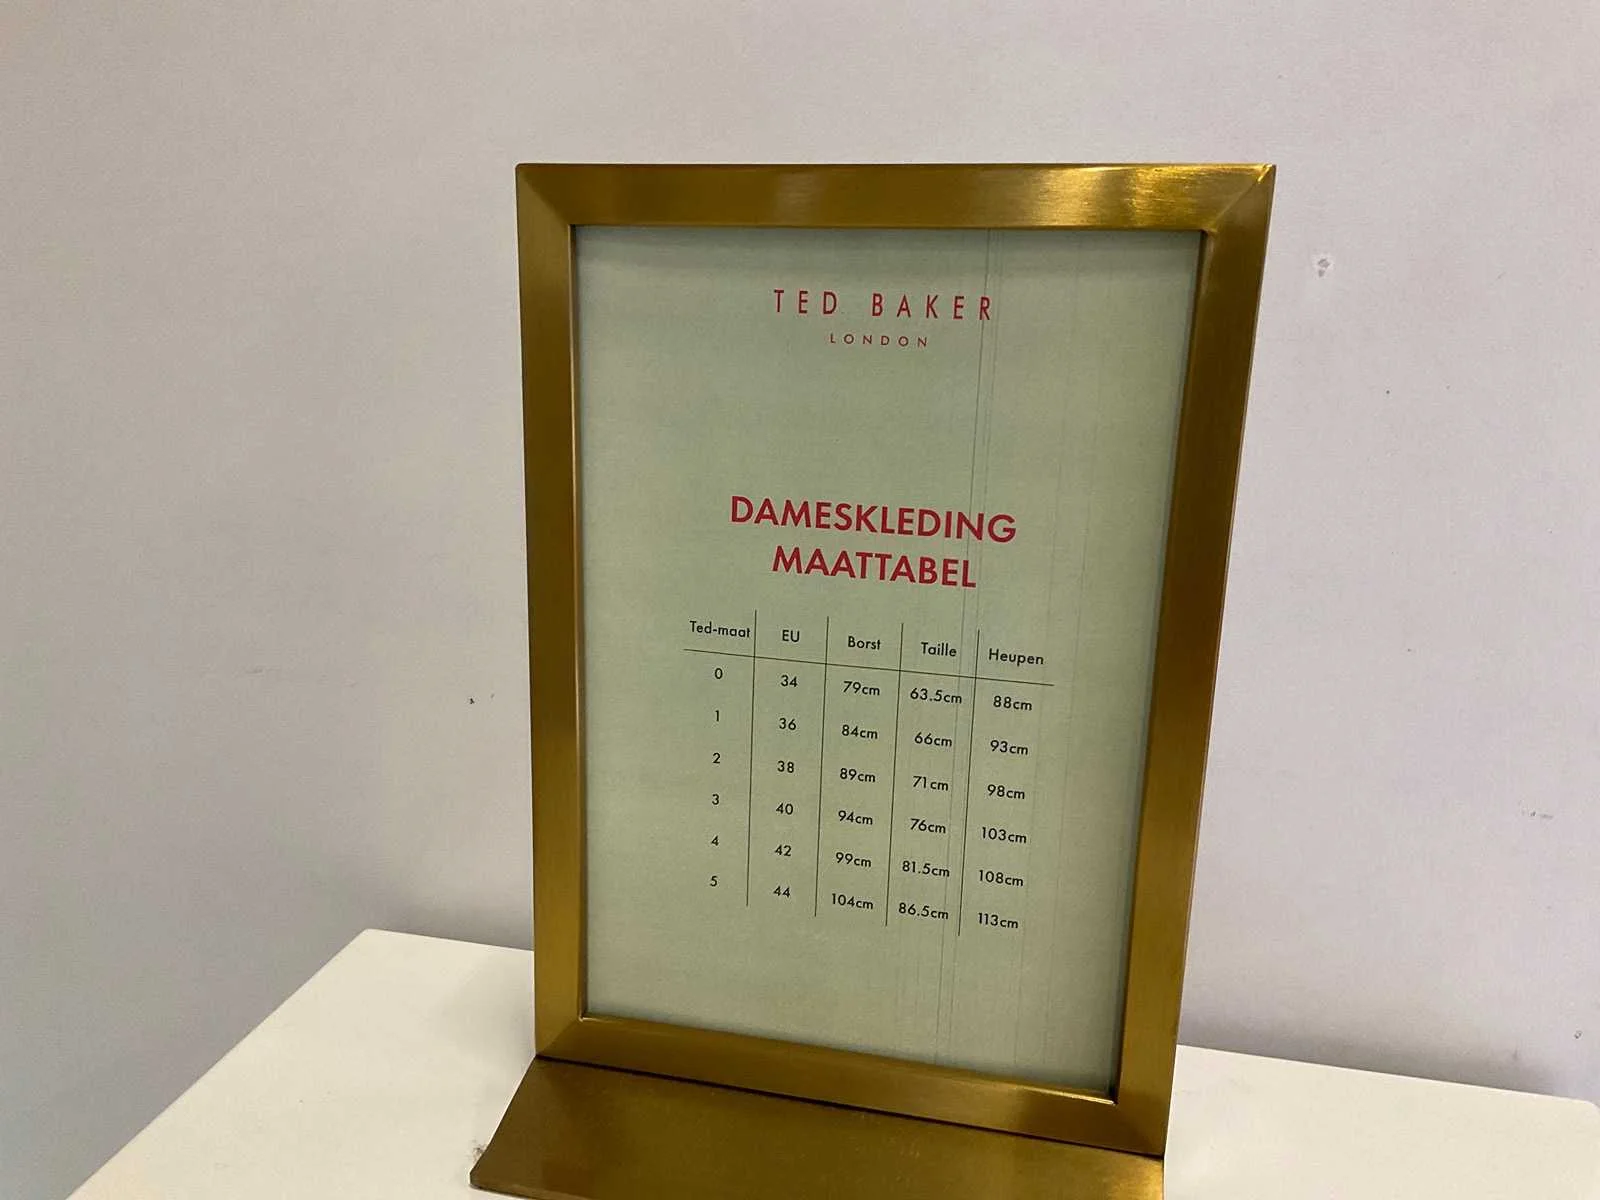 TED BAKER
LONDON
DAMESKLEDING
MAATTABEL
Ted-maat EU Borst Taille Heupen
0 34 79cm 63.5cm 88cm
1 36 84cm 66cm 93cm
2 38 89cm 71cm 98cm
3 40 94cm 76cm 103cm
4 42 99cm 81.5cm 108cm
5 44 104cm 86.5cm 113cm